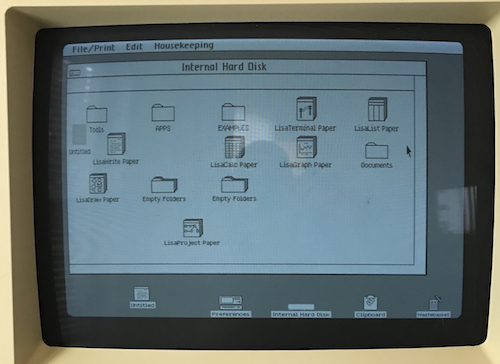 File/Print Edit Housekeeping
Internal Hard Disk
Tools APPS EXAMPLES LisaTerminal Paper LisaList Paper
Untitled LisaWrite Paper LisaCalc Paper LisaGraph Paper Documents
LisaDraw Paper Empty Folders Empty Folders
LisaProject Paper
Untitled Preferences Internal Hard Disk Clipboard Wastebasket